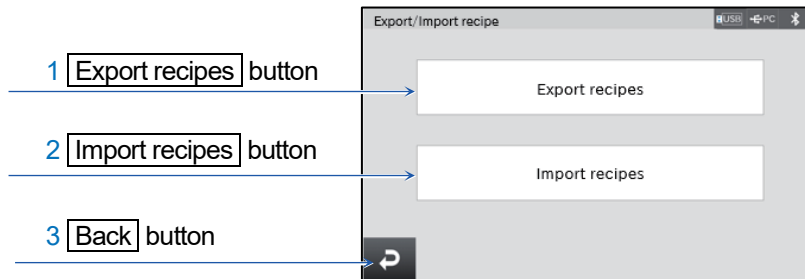 Export/Import recipe
USB PC
1 Export recipes button
Export recipes
2 Import recipes button
Import recipes
3 Back button